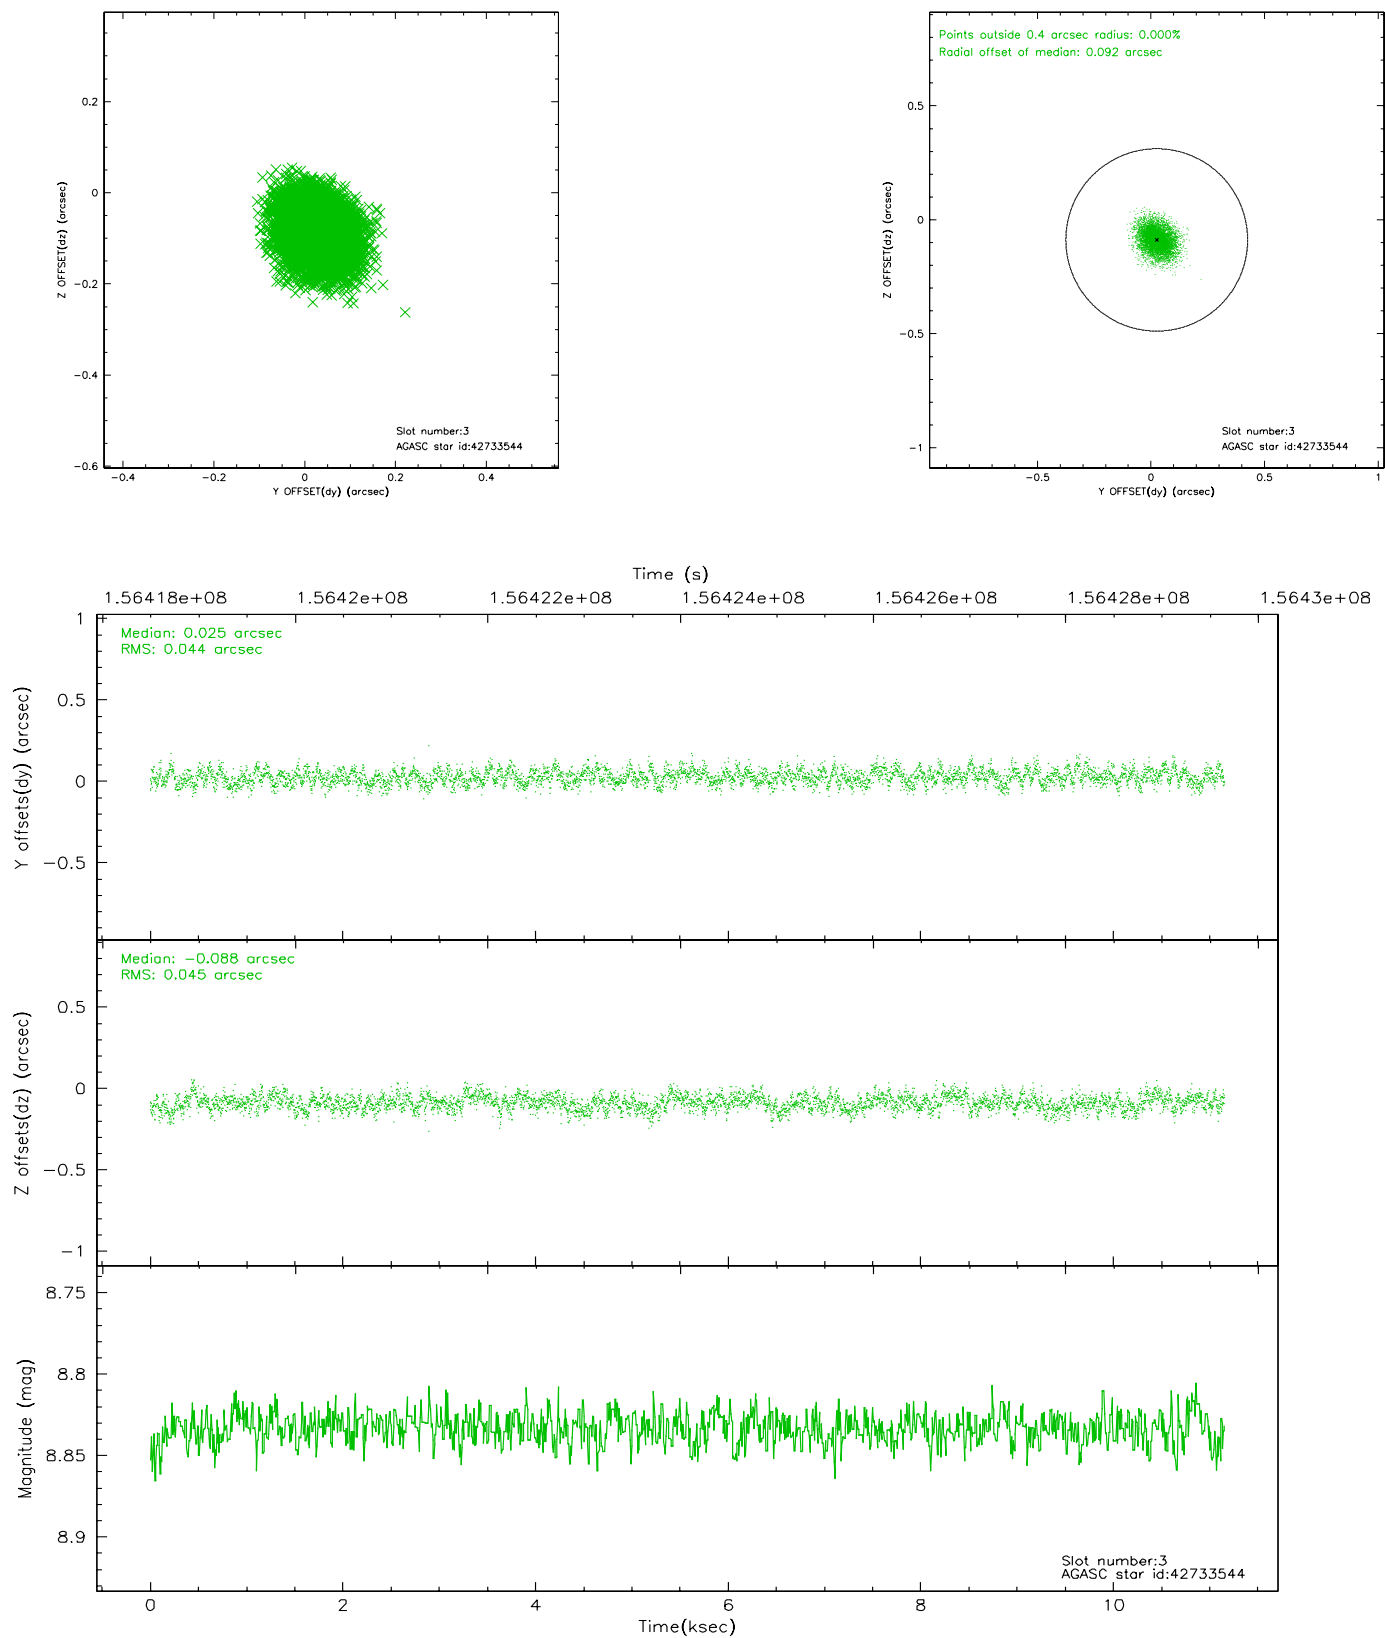 0.2
0
-0.2
-0.4
-0.6
Z OFFSET(dz) (arcsec)
Slot number:3
AGASC star id:42733544
-0.4 -0.2 0 0.2 0.4
Y OFFSET(dy) (arcsec)
Points outside 0.4 arcsec radius: 0.000%
Radial offset of median: 0.092 arcsec
0.5
0
-0.5
-1
Z OFFSET(dz) (arcsec)
Slot number:3
AGASC star id:42733544
-0.5 0 0.5 1
Y OFFSET(dy) (arcsec)
Time (s)
1.56418e+08 1.5642e+08 1.56422e+08 1.56424e+08 1.56426e+08 1.56428e+08 1.5643e+08
Median: 0.025 arcsec
RMS: 0.044 arcsec
1
0.5
0
-0.5
Y offsets(dy) (arcsec)
Median: -0.088 arcsec
RMS: 0.045 arcsec
0.5
0
-0.5
-1
Z offsets(dz) (arcsec)
8.75
8.8
8.85
8.9
Magnitude (mag)
Slot number:3
AGASC star id:42733544
0 2 4 6 8 10
Time(ksec)